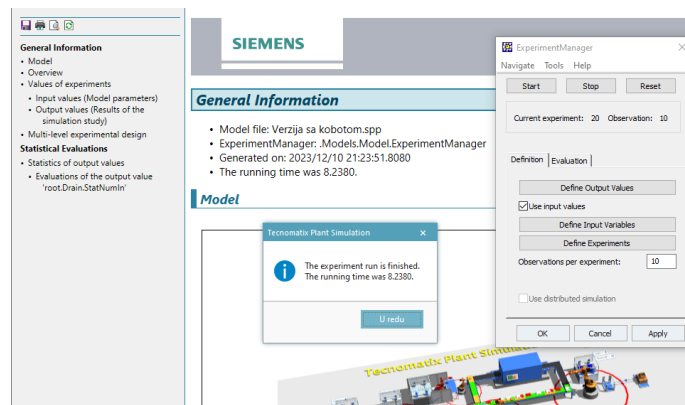 General Information
• Model
• Overview
• Values of experiments
• Input values (Model parameters)
• Output values (Results of the
simulation study)
• Multi-level experimental design
Statistical Evaluations
• Statistics of output values
• Evaluations of the output value
'root.Drain.StatNumIn'
SIEMENS
General Information
• Model file: Verzija sa kobotom.spp
• ExperimentManager: .Models.Model.ExperimentManager
• Generated on: 2023/12/10 21:23:51.8080
• The running time was 8.2380.
Model
Tecnomatix Plant Simulation
The experiment run is finished.
The running time was 8.2380.
U redu
Tecnomatix Plant
ExperimentManager
Navigate Tools Help
Start Stop Reset
Current experiment: 20 Observation: 10
Definition Evaluation
Define Output Values
Use input values
Define Input Variables
Define Experiments
Observations per experiment: 10
Use distributed simulation
OK Cancel Apply